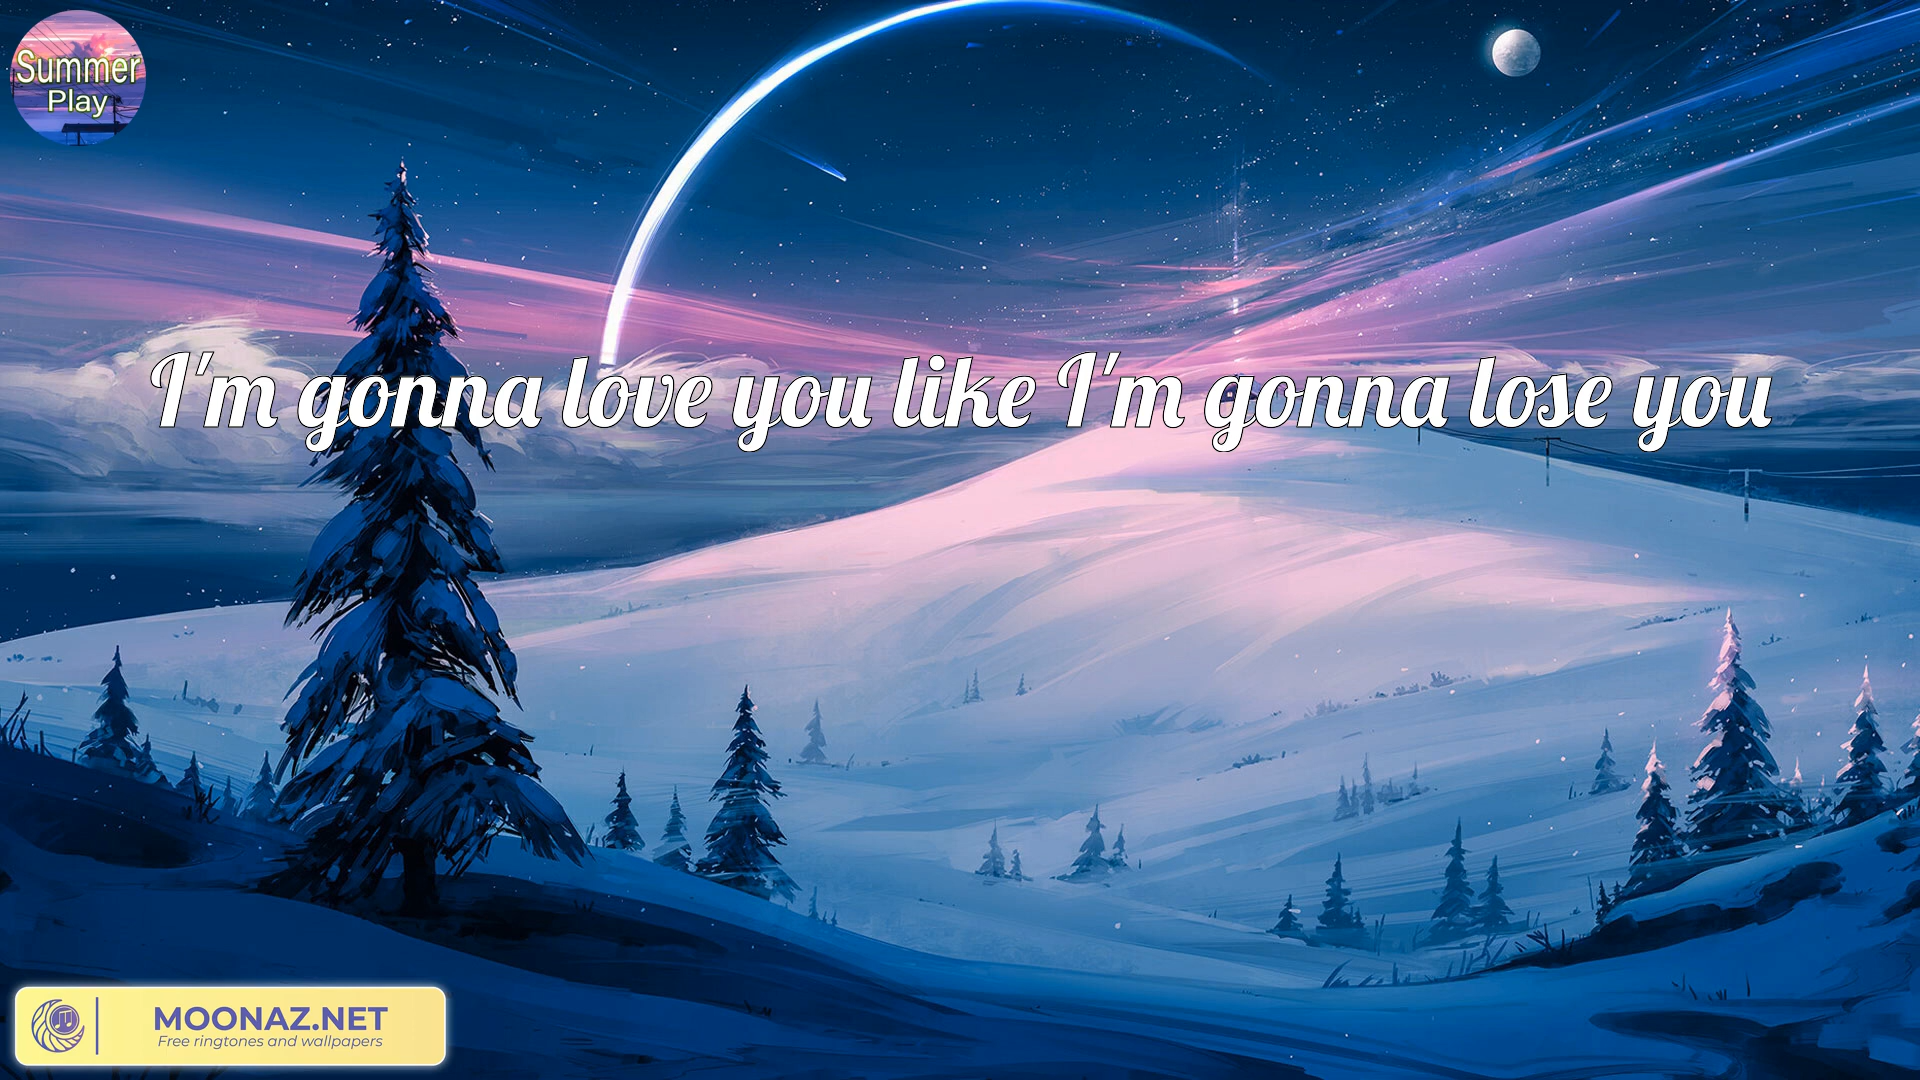 Summer
Play
I'm gonna love you like I'm gonna lose you
MOONAZ.NET
Free ringtones and wallpapers